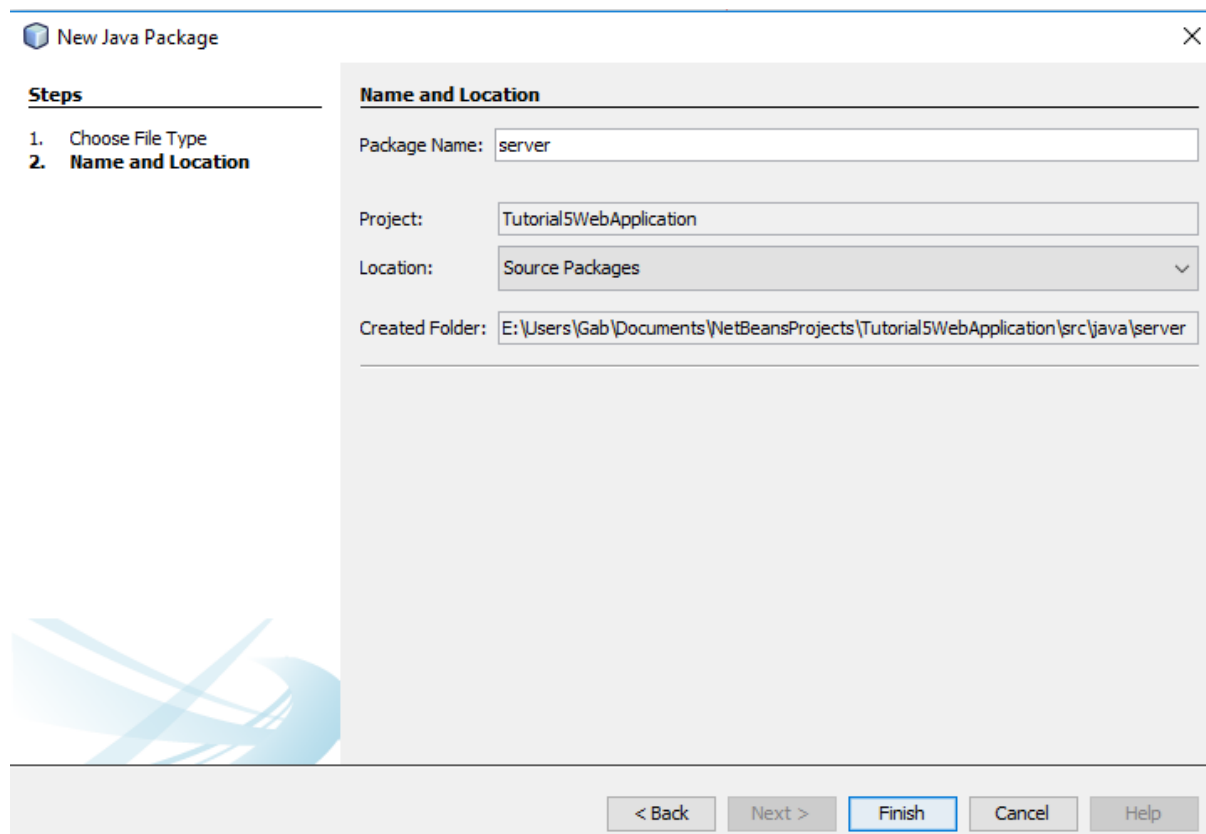 New Java Package
Steps
1. Choose File Type
2. Name and Location
Name and Location
Package Name: server
Project: Tutorial5WebApplication
Location: Source Packages
Created Folder: E:\Users\Gab\Documents\NetBeansProjects\Tutorial5WebApplication\src\java\server
< Back Next > Finish Cancel Help